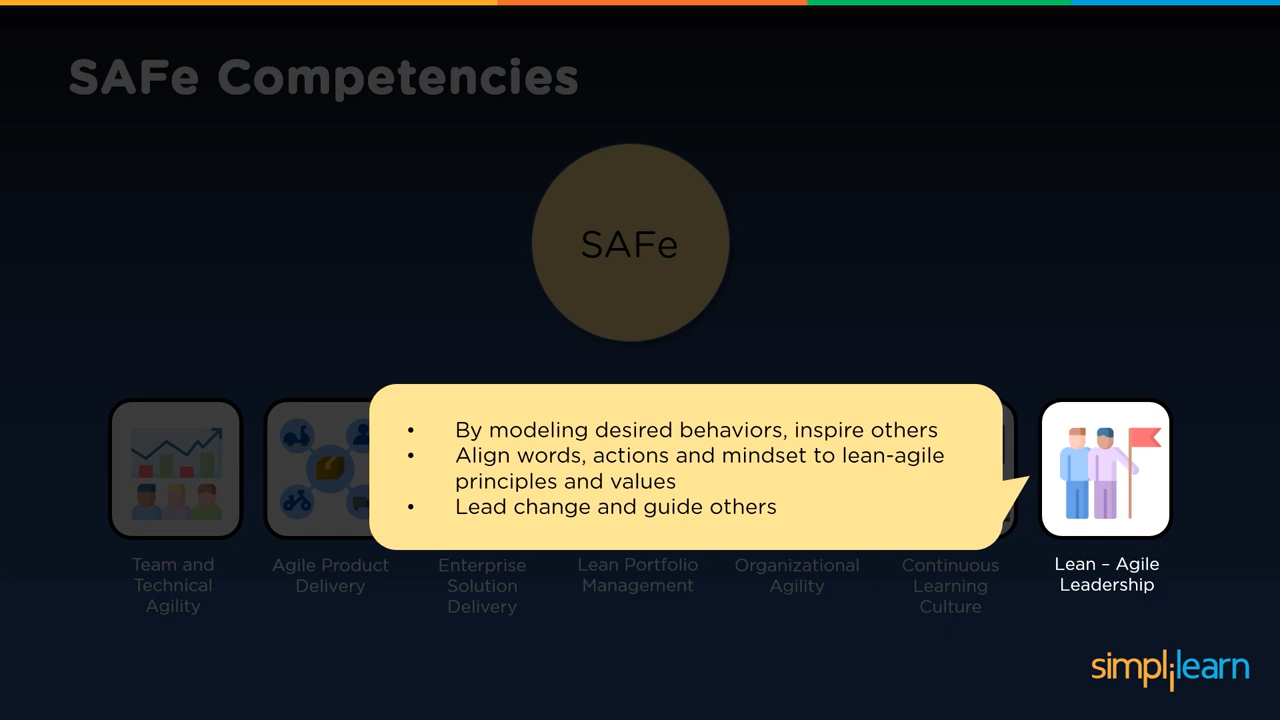 SAFe Competencies
SAFe
• By modeling desired behaviors, inspire others
• Align words, actions and mindset to lean-agile
principles and values
• Lead change and guide others
Team and
Technical
Agility
Agile Product
Delivery
Enterprise
Solution
Delivery
Lean Portfolio
Management
Organizational
Agility
Continuous
Learning
Culture
Lean – Agile
Leadership
simplilearn